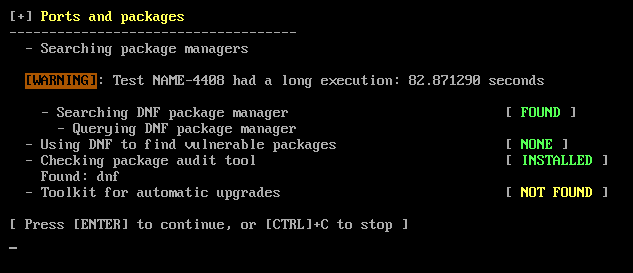 [+] Ports and packages
------------------------------------
- Searching package managers
[WARNING]: Test NAME-4408 had a long execution: 82.871290 seconds
- Searching DNF package manager [ FOUND ]
- Querying DNF package manager
- Using DNF to find vulnerable packages [ NONE ]
- Checking package audit tool [ INSTALLED ]
Found: dnf
- Toolkit for automatic upgrades [ NOT FOUND ]
[ Press [ENTER] to continue, or [CTRL]+C to stop ]
_